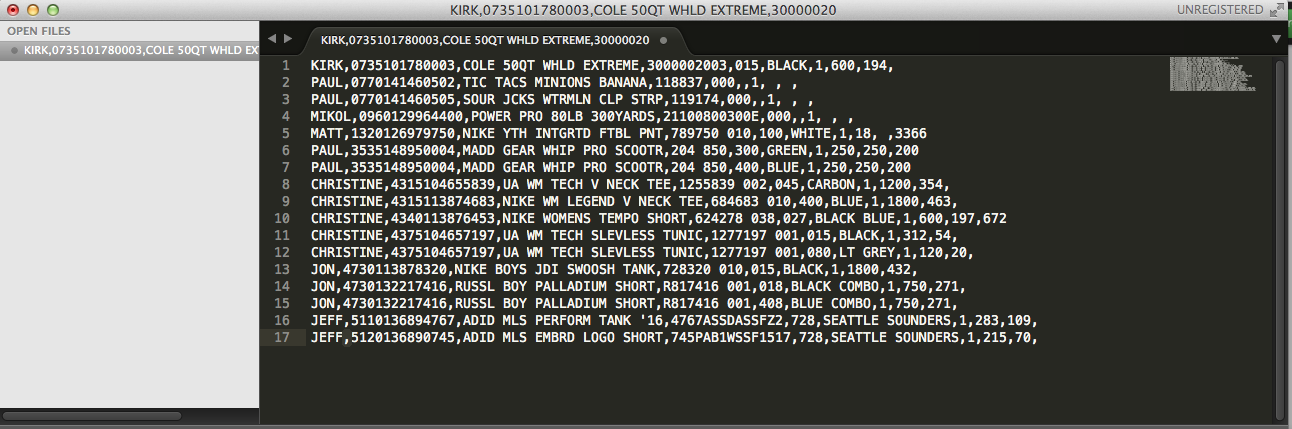 KIRK,0735101780003,COLE 50QT WHLD EXTREME,30000020
UNREGISTERED
OPEN FILES
KIRK,0735101780003,COLE 50QT WHLD EX
KIRK,0735101780003,COLE 50QT WHLD EXTREME,30000020
1 KIRK,0735101780003,COLE 50QT WHLD EXTREME,3000002003,015,BLACK,1,600,194,
2 PAUL,0770141460502,TIC TACS MINIONS BANANA,118837,000,,1, , ,
3 PAUL,0770141460505,SOUR JCKS WTRMLN CLP STRP,119174,000,,1, , ,
4 MIKOL,0960129964400,POWER PRO 80LB 300YARDS,21100800300E,000,,1, , ,
5 MATT,1320126979750,NIKE YTH INTGRTD FTBL PNT,789750 010,100,WHITE,1,18, ,3366
6 PAUL,3535148950004,MADD GEAR WHIP PRO SCOOTR,204 850,300,GREEN,1,250,250,200
7 PAUL,3535148950004,MADD GEAR WHIP PRO SCOOTR,204 850,400,BLUE,1,250,250,200
8 CHRISTINE,4315104655839,UA WM TECH V NECK TEE,1255839 002,045,CARBON,1,1200,354,
9 CHRISTINE,4315113874683,NIKE WM LEGEND V NECK TEE,684683 010,400,BLUE,1,1800,463,
10 CHRISTINE,4340113876453,NIKE WOMENS TEMPO SHORT,624278 038,027,BLACK BLUE,1,600,197,672
11 CHRISTINE,4375104657197,UA WM TECH SLEVLESS TUNIC,1277197 001,015,BLACK,1,312,54,
12 CHRISTINE,4375104657197,UA WM TECH SLEVLESS TUNIC,1277197 001,080,LT GREY,1,120,20,
13 JON,4730113878320,NIKE BOYS JDI SWOOSH TANK,728320 010,015,BLACK,1,1800,432,
14 JON,4730132217416,RUSSL BOY PALLADIUM SHORT,R817416 001,018,BLACK COMBO,1,750,271,
15 JON,4730132217416,RUSSL BOY PALLADIUM SHORT,R817416 001,408,BLUE COMBO,1,750,271,
16 JEFF,5110136894767,ADID MLS PERFORM TANK '16,4767ASSDASSFZ2,728,SEATTLE SOUNDERS,1,283,109,
17 JEFF,5120136890745,ADID MLS EMBRD LOGO SHORT,745PAB1WSSF1517,728,SEATTLE SOUNDERS,1,215,70,